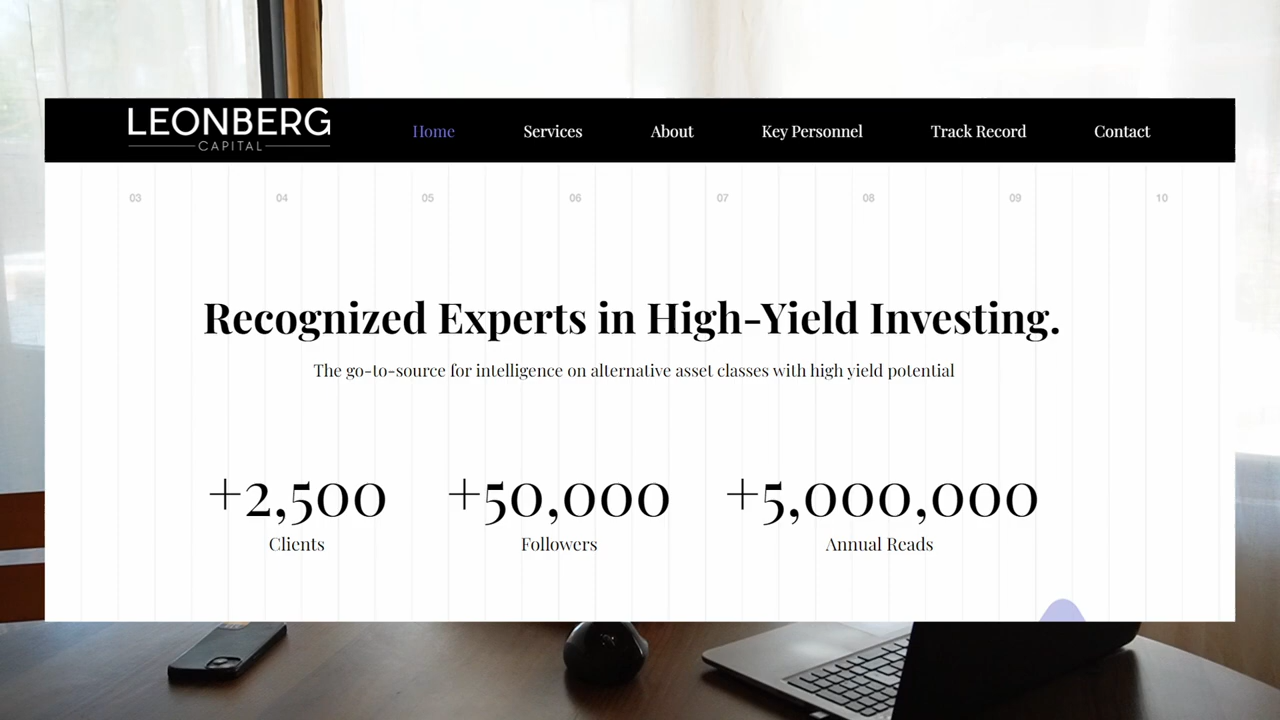 LEONBERG
CAPITAL
Home Services About Key Personnel Track Record Contact
03 04 05 06 07 08 09 10
Recognized Experts in High-Yield Investing.
The go-to-source for intelligence on alternative asset classes with high yield potential
+2,500 +50,000 +5,000,000
Clients Followers Annual Reads